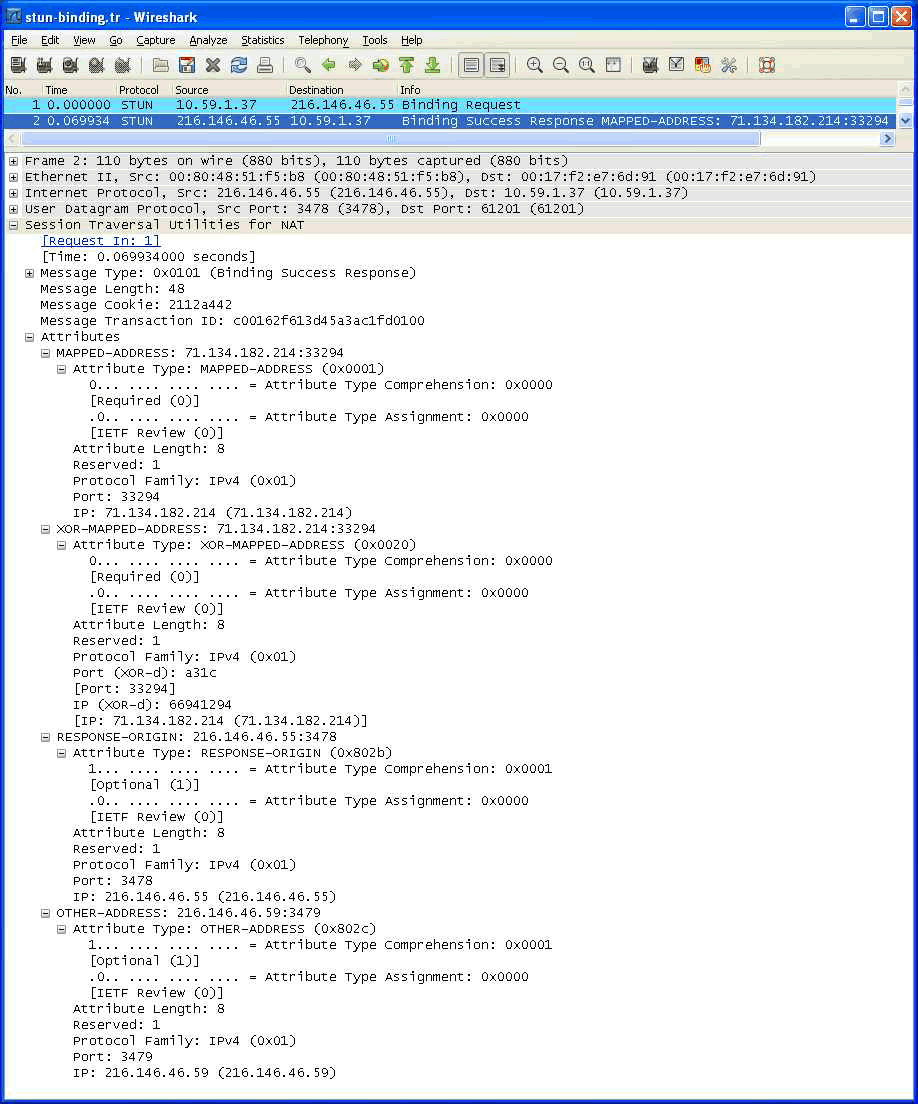 stun-binding.tr - Wireshark
File Edit View Go Capture Analyze Statistics Telephony Tools Help
No. Time Protocol Source Destination Info
1 0.000000 STUN 10.59.1.37 216.146.46.55 Binding Request
2 0.069934 STUN 216.146.46.55 10.59.1.37 Binding Success Response MAPPED-ADDRESS: 71.134.182.214:33294
Frame 2: 110 bytes on wire (880 bits), 110 bytes captured (880 bits)
Ethernet II, Src: 00:80:48:51:f5:b8 (00:80:48:51:f5:b8), Dst: 00:17:f2:e7:6d:91 (00:17:f2:e7:6d:91)
Internet Protocol, Src: 216.146.46.55 (216.146.46.55), Dst: 10.59.1.37 (10.59.1.37)
User Datagram Protocol, Src Port: 3478 (3478), Dst Port: 61201 (61201)
Session Traversal Utilities for NAT
[Request In: 1]
[Time: 0.069934000 seconds]
Message Type: 0x0101 (Binding Success Response)
Message Length: 48
Message Cookie: 2112a442
Message Transaction ID: c00162f613d45a3ac1fd0100
Attributes
MAPPED-ADDRESS: 71.134.182.214:33294
Attribute Type: MAPPED-ADDRESS (0x0001)
0... .... .... .... = Attribute Type Comprehension: 0x0000
[Required (0)]
.0.. .... .... .... = Attribute Type Assignment: 0x0000
[IETF Review (0)]
Attribute Length: 8
Reserved: 1
Protocol Family: IPv4 (0x01)
Port: 33294
IP: 71.134.182.214 (71.134.182.214)
XOR-MAPPED-ADDRESS: 71.134.182.214:33294
Attribute Type: XOR-MAPPED-ADDRESS (0x0020)
0... .... .... .... = Attribute Type Comprehension: 0x0000
[Required (0)]
.0.. .... .... .... = Attribute Type Assignment: 0x0000
[IETF Review (0)]
Attribute Length: 8
Reserved: 1
Protocol Family: IPv4 (0x01)
Port (XOR-d): a31c
[Port: 33294]
IP (XOR-d): 66941294
[IP: 71.134.182.214 (71.134.182.214)]
RESPONSE-ORIGIN: 216.146.46.55:3478
Attribute Type: RESPONSE-ORIGIN (0x802b)
1... .... .... .... = Attribute Type Comprehension: 0x0001
[Optional (1)]
.0.. .... .... .... = Attribute Type Assignment: 0x0000
[IETF Review (0)]
Attribute Length: 8
Reserved: 1
Protocol Family: IPv4 (0x01)
Port: 3478
IP: 216.146.46.55 (216.146.46.55)
OTHER-ADDRESS: 216.146.46.59:3479
Attribute Type: OTHER-ADDRESS (0x802c)
1... .... .... .... = Attribute Type Comprehension: 0x0001
[Optional (1)]
.0.. .... .... .... = Attribute Type Assignment: 0x0000
[IETF Review (0)]
Attribute Length: 8
Reserved: 1
Protocol Family: IPv4 (0x01)
Port: 3479
IP: 216.146.46.59 (216.146.46.59)